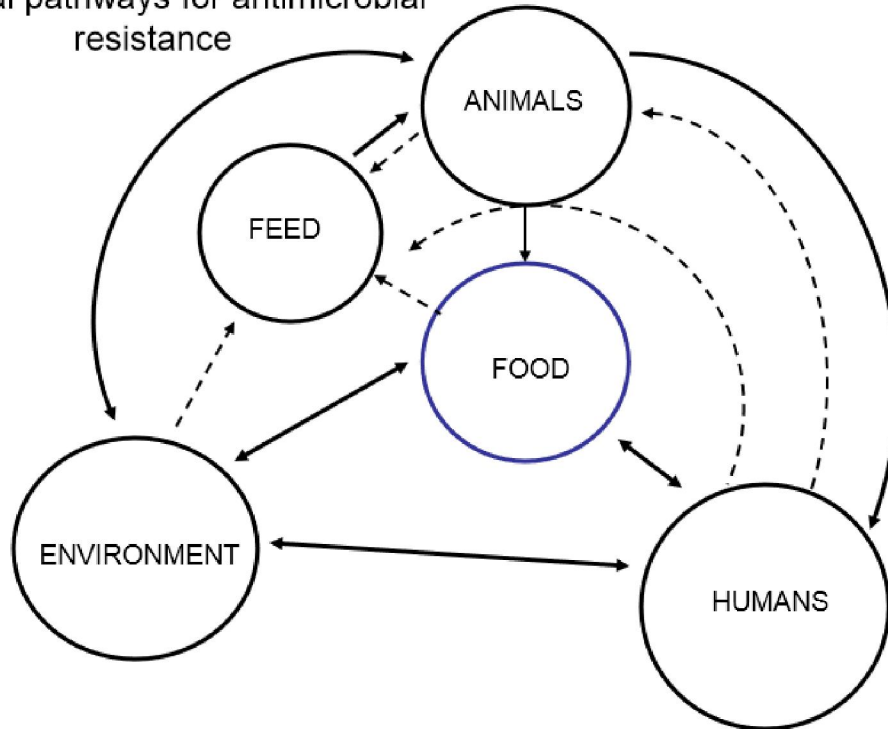 pathways for antimicrobial
resistance
ANIMALS
FEED
FOOD
ENVIRONMENT
HUMANS